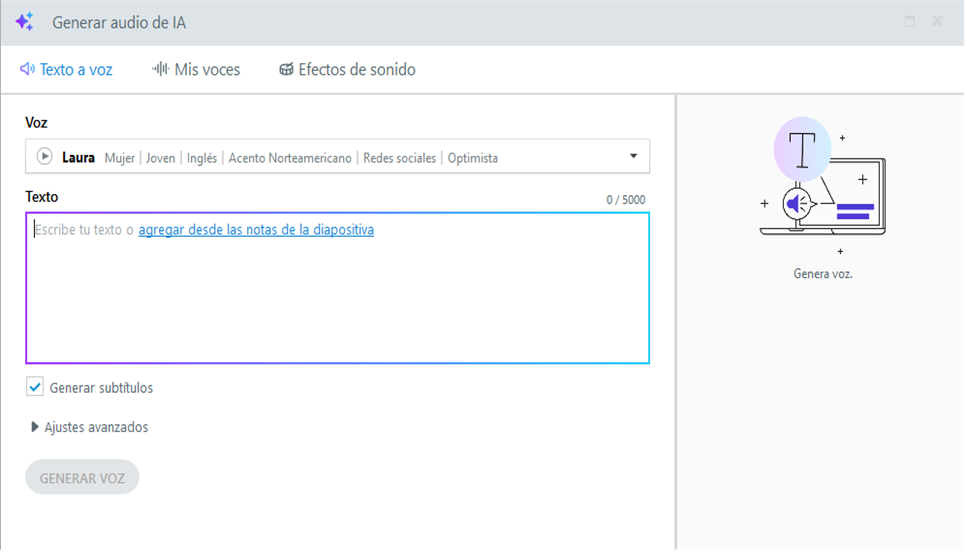 Generar audio de IA
Texto a voz Mis voces Efectos de sonido
Voz
Laura Mujer | Joven | Inglés | Acento Norteamericano | Redes sociales | Optimista
Texto 0 / 5000
Escribe tu texto o agregar desde las notas de la diapositiva
Generar subtítulos
Ajustes avanzados
GENERAR VOZ
T
Genera voz.